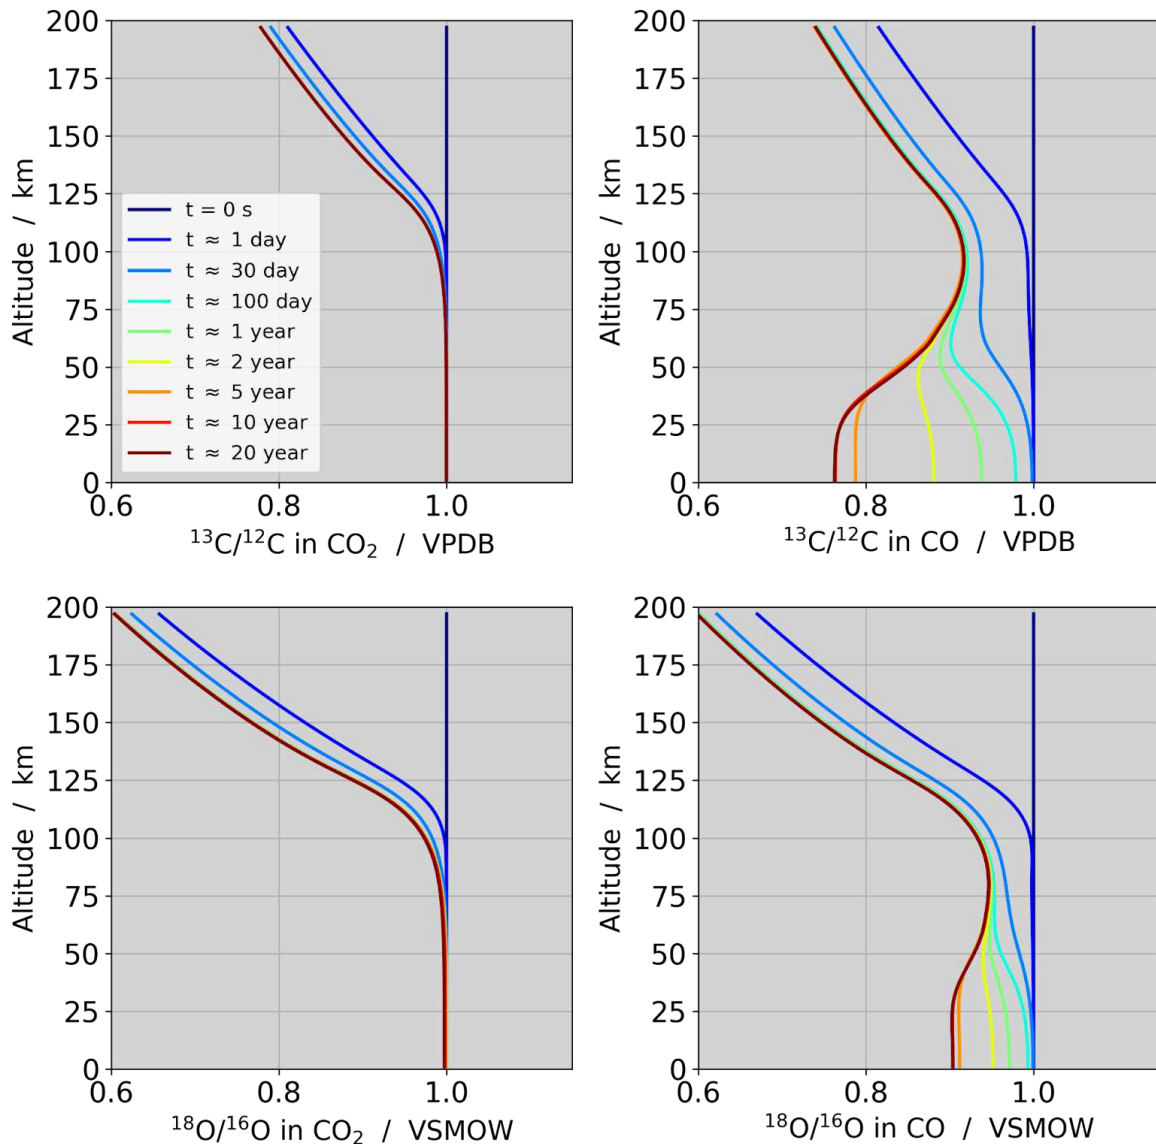 200
175
150
125
100
75
50
25
0
Altitude / km
t = 0 s
t ≈ 1 day
t ≈ 30 day
t ≈ 100 day
t ≈ 1 year
t ≈ 2 year
t ≈ 5 year
t ≈ 10 year
t ≈ 20 year
0.6 0.8 1.0
¹³C/¹²C in CO₂ / VPDB
200
175
150
125
100
75
50
25
0
Altitude / km
0.6 0.8 1.0
¹³C/¹²C in CO / VPDB
200
175
150
125
100
75
50
25
0
Altitude / km
0.6 0.8 1.0
¹⁸O/¹⁶O in CO₂ / VSMOW
200
175
150
125
100
75
50
25
0
Altitude / km
0.6 0.8 1.0
¹⁸O/¹⁶O in CO / VSMOW